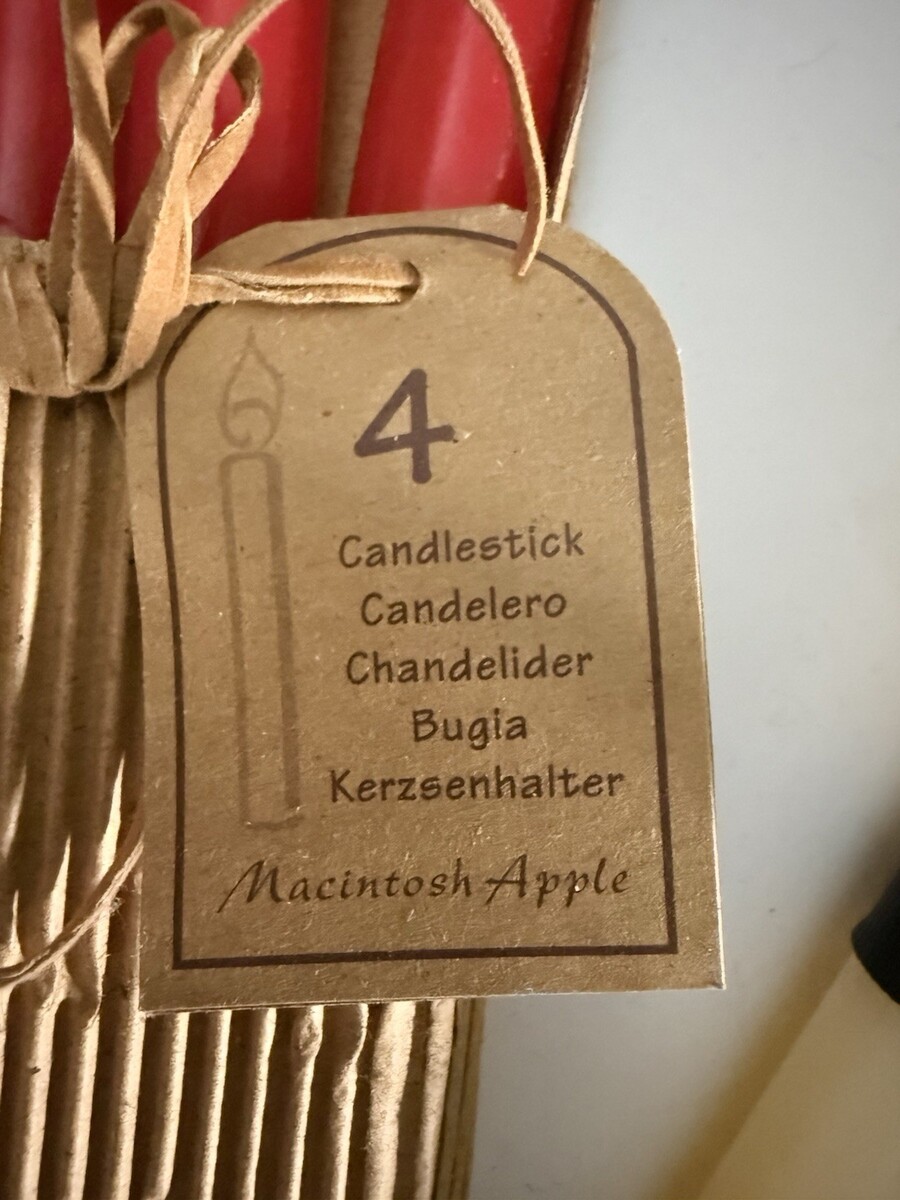 4
Candlestick
Candelero
Chandelider
Bugia
Kerzsenhalter
Macintosh Apple